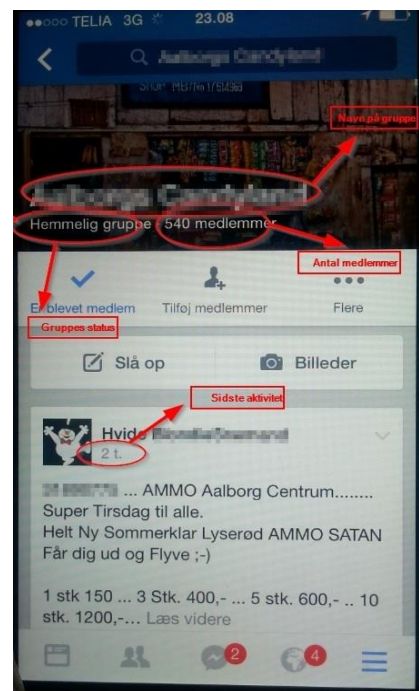 TELIA 3G 23.08
Navn på gruppe
Hemmelig gruppe 540 medlemmer
Antal medlemmer
Er blevet medlem Tilføj medlemmer Flere
Gruppes status
Slå op Billeder
Sidste aktivitet
Hvide
2 t.
... AMMO Aalborg Centrum........
Super Tirsdag til alle.
Helt Ny Sommerklar Lyserød AMMO SATAN
Får dig ud og Flyve ;-)
1 stk 150 ... 3 Stk. 400,- ... 5 stk. 600,- .. 10
stk. 1200,-... Læs videre
2 4